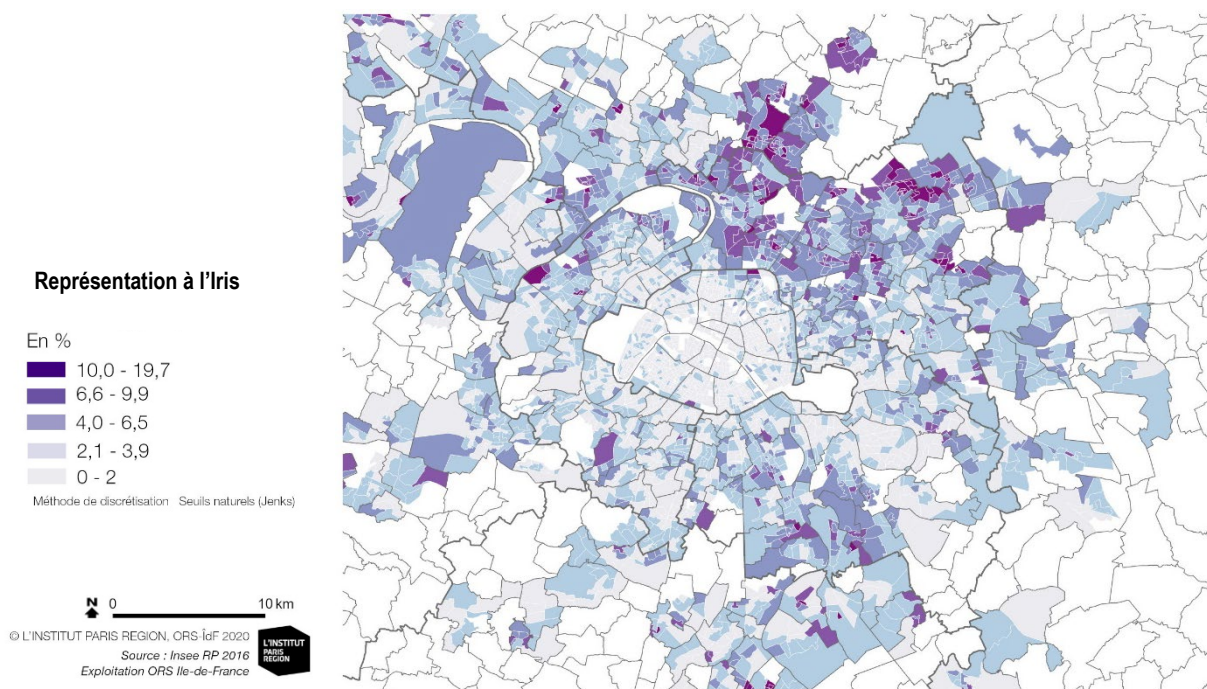 Représentation à l’Iris
En %
10,0 - 19,7
6,6 - 9,9
4,0 - 6,5
2,1 - 3,9
0 - 2
Méthode de discrétisation Seuils naturels (Jenks)
N 0 10 km
© L'INSTITUT PARIS REGION, ORS-ÎdF 2020
Source : Insee RP 2016
Exploitation ORS Ile-de-France
L'INSTITUT
PARIS
REGION